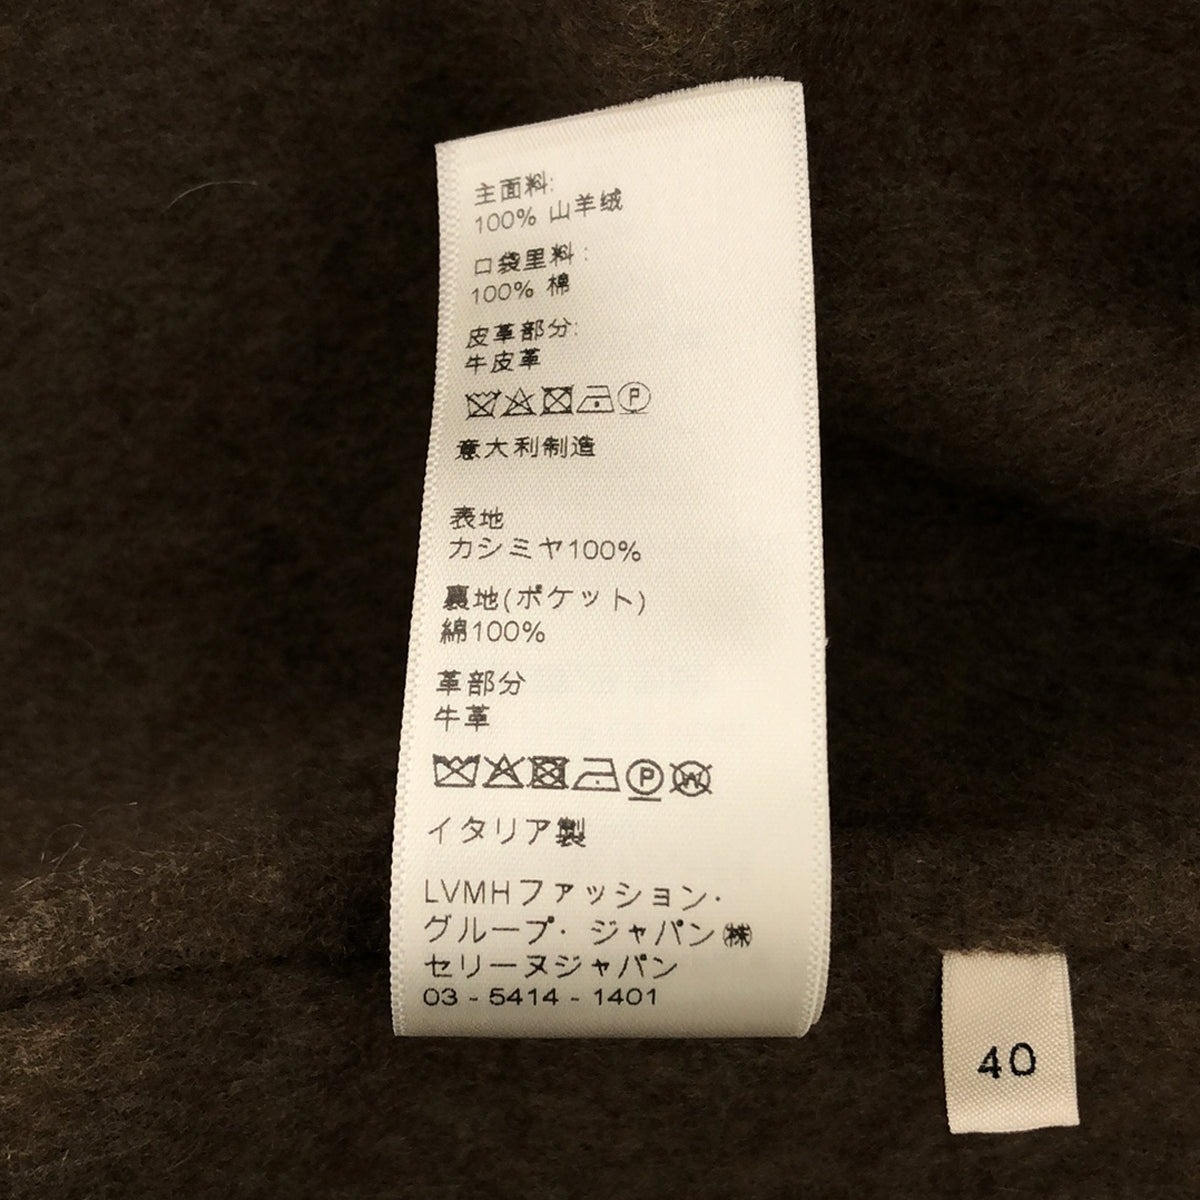 主面料:
100% 山羊绒
口袋里料:
100% 棉
皮革部分:
牛皮革
P
意大利制造
表地
カシミヤ100%
裏地(ポケット)
綿100%
革部分
牛革
P W
イタリア製
LVMHファッション・
グループ・ジャパン㈱
セリーヌジャパン
03 - 5414 - 1401
40